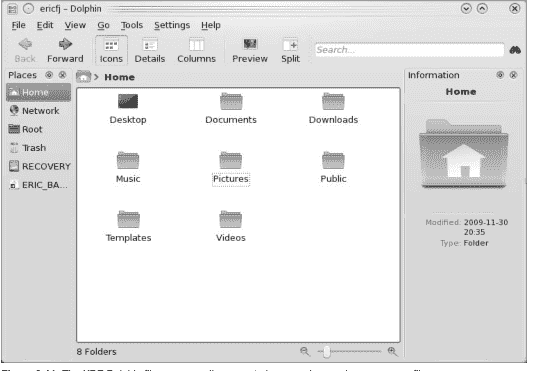 ericfj – Dolphin
File Edit View Go Tools Settings Help
Back Forward Icons Details Columns Preview Split Search...
Places
Home
Network
Root
Trash
RECOVERY
ERIC_BA...
> Home
Desktop Documents Downloads
Music Pictures Public
Templates Videos
8 Folders
Information
Home
Modified: 2009-11-30
20:35
Type: Folder